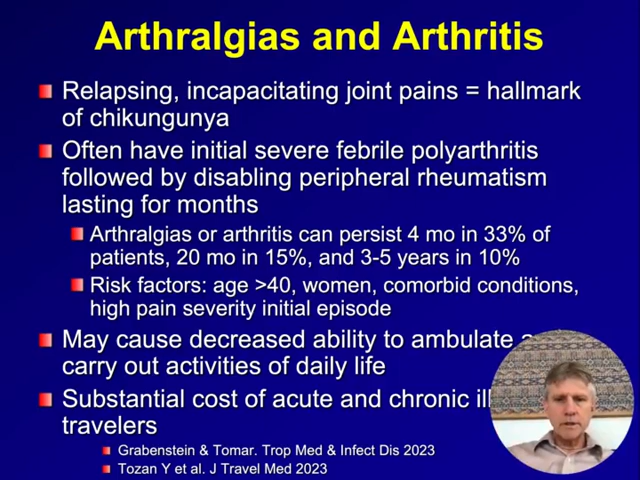 Arthralgias and Arthritis
Relapsing, incapacitating joint pains = hallmark
of chikungunya
Often have initial severe febrile polyarthritis
followed by disabling peripheral rheumatism
lasting for months
Arthralgias or arthritis can persist 4 mo in 33% of
patients, 20 mo in 15%, and 3-5 years in 10%
Risk factors: age >40, women, comorbid conditions,
high pain severity initial episode
May cause decreased ability to ambulate
carry out activities of daily life
Substantial cost of acute and chronic
travelers
Grabenstein & Tomar. Trop Med & Infect Dis 2023
Tozan Y et al. J Travel Med 2023